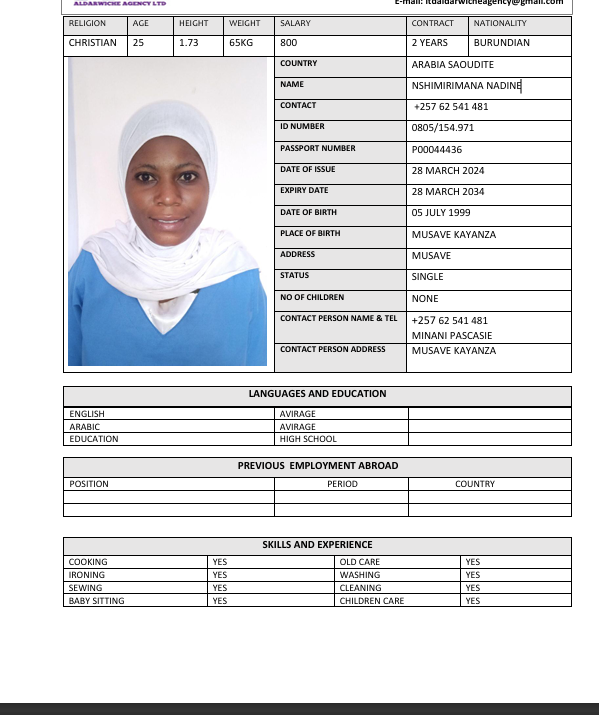 ALDARWICHE AGENCY LTD
E-mail: ltdaldarwicheagency@gmail.com
RELIGION AGE HEIGHT WEIGHT SALARY CONTRACT NATIONALITY
CHRISTIAN 25 1.73 65KG 800 2 YEARS BURUNDIAN
COUNTRY ARABIA SAOUDITE
NAME NSHIMIRIMANA NADINE
CONTACT +257 62 541 481
ID NUMBER 0805/154.971
PASSPORT NUMBER P00044436
DATE OF ISSUE 28 MARCH 2024
EXPIRY DATE 28 MARCH 2034
DATE OF BIRTH 05 JULY 1999
PLACE OF BIRTH MUSAVE KAYANZA
ADDRESS MUSAVE
STATUS SINGLE
NO OF CHILDREN NONE
CONTACT PERSON NAME & TEL +257 62 541 481
MINANI PASCASIE
CONTACT PERSON ADDRESS MUSAVE KAYANZA
LANGUAGES AND EDUCATION
ENGLISH AVIRAGE
ARABIC AVIRAGE
EDUCATION HIGH SCHOOL
PREVIOUS EMPLOYMENT ABROAD
POSITION PERIOD COUNTRY
SKILLS AND EXPERIENCE
COOKING YES OLD CARE YES
IRONING YES WASHING YES
SEWING YES CLEANING YES
BABY SITTING YES CHILDREN CARE YES